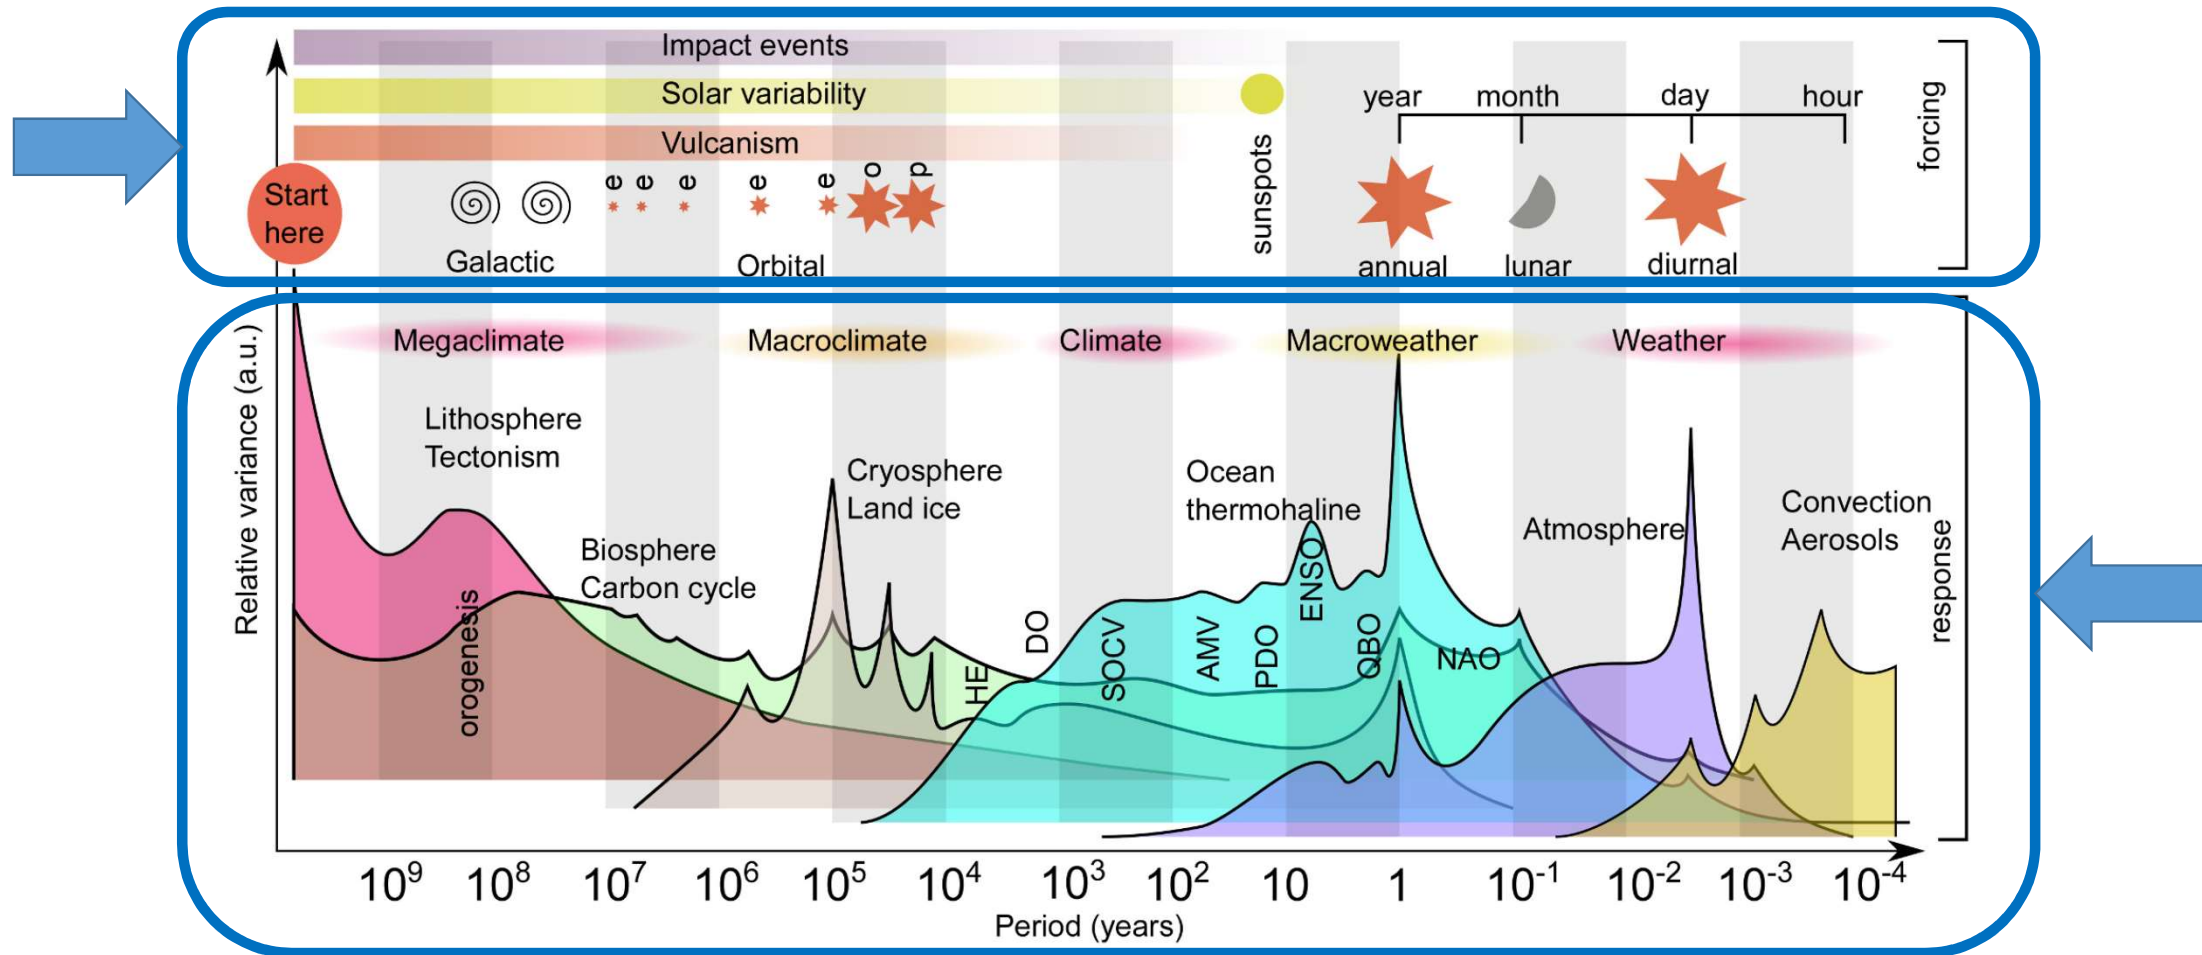 Impact events
Solar variability
Vulcanism
year month day hour
forcing
Start
here
e e e e e o p
sunspots
Galactic
Orbital
annual lunar diurnal
Megaclimate Macroclimate Climate Macroweather Weather
Relative variance (a.u.)
Lithosphere
Tectonism
Biosphere
Carbon cycle
Cryosphere
Land ice
Ocean
thermohaline
Atmosphere
Convection
Aerosols
response
orogenesis
HE
DO
SOCV
AMV
PDO
ENSO
QBO
NAO
10⁹ 10⁸ 10⁷ 10⁶ 10⁵ 10⁴ 10³ 10² 10 1 10⁻¹ 10⁻² 10⁻³ 10⁻⁴
Period (years)